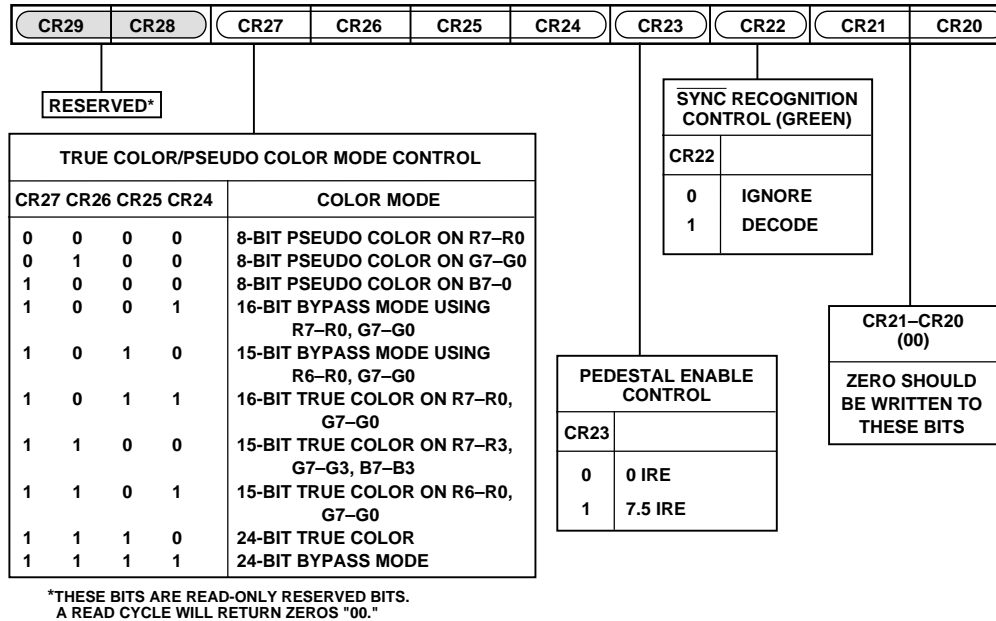 CR29 CR28 CR27 CR26 CR25 CR24 CR23 CR22 CR21 CR20
RESERVED*
TRUE COLOR/PSEUDO COLOR MODE CONTROL
CR27 CR26 CR25 CR24 COLOR MODE
0 0 0 0 8-BIT PSEUDO COLOR ON R7–R0
0 1 0 0 8-BIT PSEUDO COLOR ON G7–G0
1 0 0 0 8-BIT PSEUDO COLOR ON B7–0
1 0 0 1 16-BIT BYPASS MODE USING
R7–R0, G7–G0
1 0 1 0 15-BIT BYPASS MODE USING
R6–R0, G7–G0
1 0 1 1 16-BIT TRUE COLOR ON R7–R0,
G7–G0
1 1 0 0 15-BIT TRUE COLOR ON R7–R3,
G7–G3, B7–B3
1 1 0 1 15-BIT TRUE COLOR ON R6–R0,
G7–G0
1 1 1 0 24-BIT TRUE COLOR
1 1 1 1 24-BIT BYPASS MODE
*THESE BITS ARE READ-ONLY RESERVED BITS.
A READ CYCLE WILL RETURN ZEROS "00."
SYNC RECOGNITION
CONTROL (GREEN)
CR22
0 IGNORE
1 DECODE
PEDESTAL ENABLE
CONTROL
CR23
0 0 IRE
1 7.5 IRE
CR21–CR20
(00)
ZERO SHOULD
BE WRITTEN TO
THESE BITS